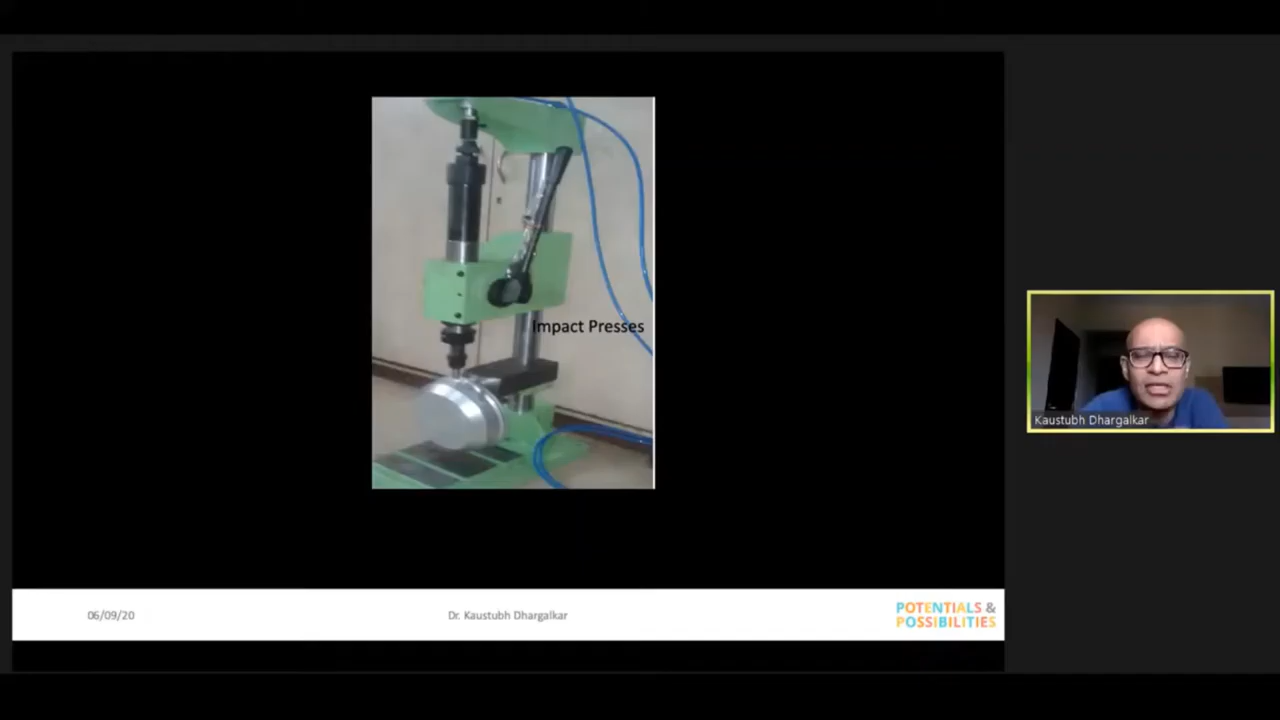 Impact Presses
Kaustubh Dhargalkar
06/09/20
Dr. Kaustubh Dhargalkar
POTENTIALS &
POSSIBILITIES